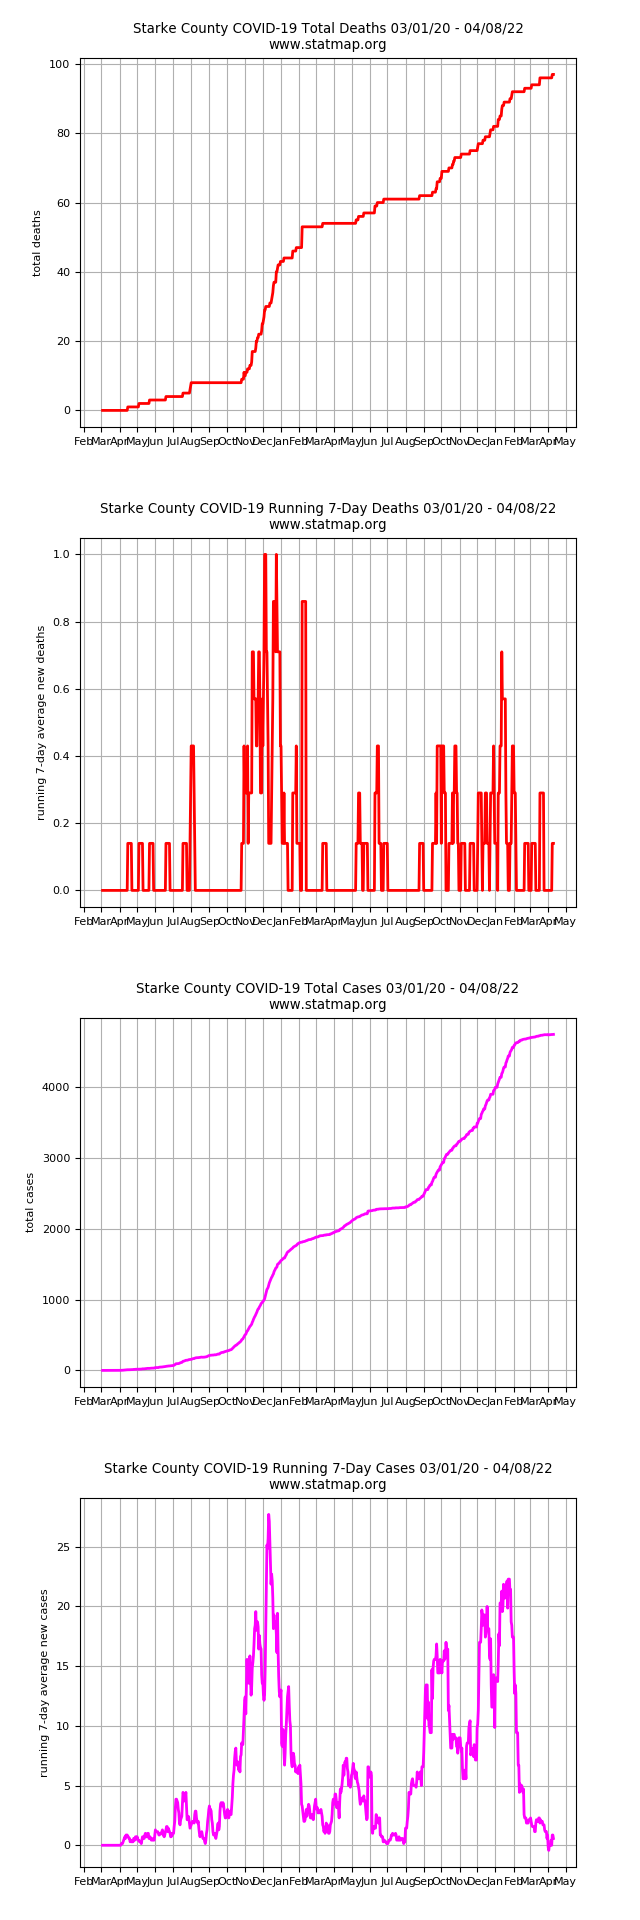 Starke County COVID-19 Total Deaths 03/01/20 - 04/08/22
www.statmap.org
100
80
60
40
20
0
total deaths
Feb Mar Apr May Jun Jul Aug Sep Oct Nov Dec Jan Feb Mar Apr May Jun Jul Aug Sep Oct Nov Dec Jan Feb Mar Apr May
Starke County COVID-19 Running 7-Day Deaths 03/01/20 - 04/08/22
www.statmap.org
1.0
0.8
0.6
0.4
0.2
0.0
running 7-day average new deaths
Feb Mar Apr May Jun Jul Aug Sep Oct Nov Dec Jan Feb Mar Apr May Jun Jul Aug Sep Oct Nov Dec Jan Feb Mar Apr May
Starke County COVID-19 Total Cases 03/01/20 - 04/08/22
www.statmap.org
4000
3000
2000
1000
0
total cases
Feb Mar Apr May Jun Jul Aug Sep Oct Nov Dec Jan Feb Mar Apr May Jun Jul Aug Sep Oct Nov Dec Jan Feb Mar Apr May
Starke County COVID-19 Running 7-Day Cases 03/01/20 - 04/08/22
www.statmap.org
25
20
15
10
5
0
running 7-day average new cases
Feb Mar Apr May Jun Jul Aug Sep Oct Nov Dec Jan Feb Mar Apr May Jun Jul Aug Sep Oct Nov Dec Jan Feb Mar Apr May